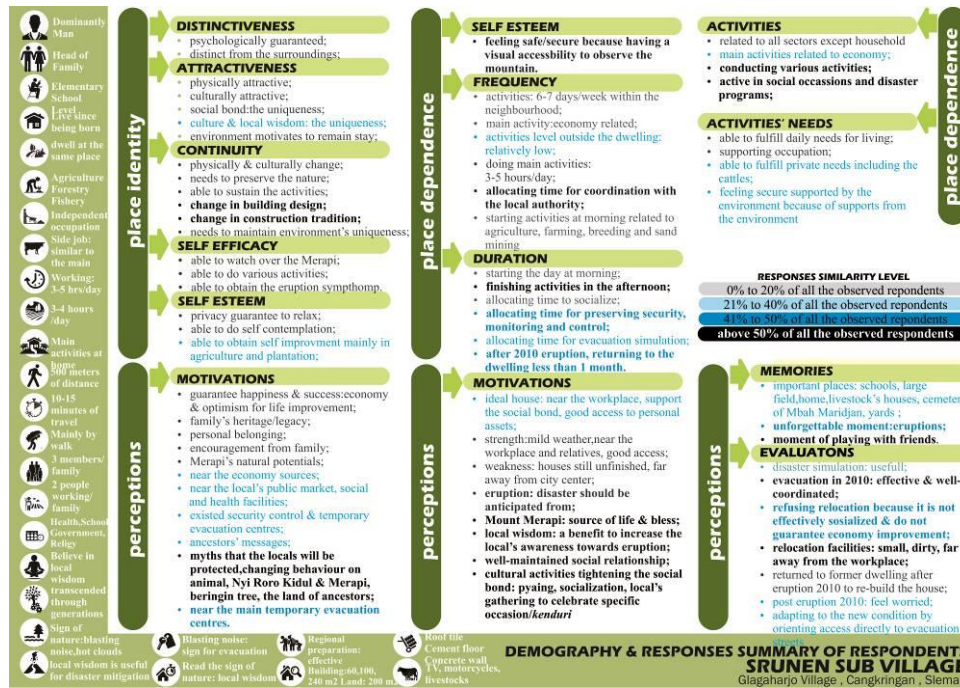 Dominantly
Man
Head of
Family
Elementary
School
Level
Live since
being born
dwell at the
same place
Agriculture
Forestry
Fishery
Independent
occupation
Side job:
similar to
the main
Working:
3-5 hrs/day
3-4 hours
/day
Main
activities at
home
500 meters
of distance
10-15
minutes of
travel
Mainly by
walk
3 members/
family
2 people
working/
family
Health,School
Government,
Religy
Believe in
local
wisdom
transcended
through
generations
Sign of
nature:blasting
noise,hot clouds
local wisdom is useful
for disaster mitigation
place identity
DISTINCTIVENESS
• psychologically guaranteed;
• distinct from the surroundings;
ATTRACTIVENESS
• physically attractive;
• culturally attractive;
• social bond:the uniqueness;
• culture & local wisdom: the uniqueness;
• environment motivates to remain stay;
CONTINUITY
• physically & culturally change;
• needs to preserve the nature;
• able to sustain the activities;
• change in building design;
• change in construction tradition;
• needs to maintain environment's uniqueness;
SELF EFFICACY
• able to watch over the Merapi;
• able to do various activities;
• able to obtain the eruption sympthomp.
SELF ESTEEM
• privacy guarantee to relax;
• able to do self contemplation;
• able to obtain self improvment mainly in
agriculture and plantation;
perceptions
MOTIVATIONS
• guarantee happiness & success:economy
& optimism for life improvement;
• family's heritage/legacy;
• personal belonging;
• encouragement from family;
• Merapi's natural potentials;
• near the economy sources;
• near the local's public market, social
and health facilities;
• existed security control & temporary
evacuation centres;
• ancestors' messages;
• myths that the locals will be
protected,changing behaviour on
animal, Nyi Roro Kidul & Merapi,
beringin tree, the land of ancestors;
• near the main temporary evacuation
centres.
place dependence
SELF ESTEEM
• feeling safe/secure because having a
visual accessbility to observe the
mountain.
FREQUENCY
• activities: 6-7 days/week within the
neighbourhood;
• main activity:economy related;
• activities level outside the dwelling:
relatively low;
• doing main activities:
3-5 hours/day;
• allocating time for coordination with
the local authority;
• starting activities at morning related to
agriculture, farming, breeding and sand
mining
DURATION
• starting the day at morning;
• finishing activities in the afternoon;
• allocating time to socialize;
• allocating time for preserving security,
monitoring and control;
• allocating time for evacuation simulation;
• after 2010 eruption, returning to the
dwelling less than 1 month.
perceptions
MOTIVATIONS
• ideal house: near the workplace, support
the social bond, good access to personal
assets;
• strength:mild weather,near the
workplace and relatives, good access;
• weakness: houses still unfinished, far
away from city center;
• eruption: disaster should be
anticipated from;
• Mount Merapi: source of life & bless;
• local wisdom: a benefit to increase the
local's awareness towards eruption;
• well-maintained social relationship;
• cultural activities tightening the social
bond: pyaing, socialization, local's
gathering to celebrate specific
occasion/kenduri
place dependence
ACTIVITIES
• related to all sectors except household
• main activities related to economy;
• conducting various activities;
• active in social occassions and disaster
programs;
ACTIVITIES' NEEDS
• able to fulfill daily needs for living;
• supporting occupation;
• able to fulfill private needs including the
cattles;
• feeling secure supported by the
environment because of supports from
the environment
RESPONSES SIMILARITY LEVEL
0% to 20% of all the observed repondents
21% to 40% of all the observed repondents
41% to 50% of all the observed repondents
above 50% of all the observed respondents
perceptions
MEMORIES
• important places: schools, large
field,home,livestock's houses, cemeter
of Mbah Maridjan, yards ;
• unforgettable moment:eruptions;
• moment of playing with friends.
EVALUATONS
• disaster simulation: usefull;
• evacuation in 2010: effective & well-
coordinated;
• refusing relocation because it is not
effectively sosialized & do not
guarantee economy improvement;
• relocation facilities: small, dirty, far
away from the workplace;
• returned to former dwelling after
eruption 2010 to re-build the house;
• post eruption 2010: feel worried;
• adapting to the new condition by
orienting access directly to evacuation
streets
Blasting noise:
sign for evacuation
Read the sign of
nature: local wisdom
Regional
preparation:
effective
Building:60,100,
240 m2 Land: 200 m2
Roof tile
Cement floor
Concrete wall
TV, motorcycles,
livestocks
DEMOGRAPHY & RESPONSES SUMMARY OF RESPONDENT
SRUNEN SUB VILLAGE
Glagaharjo Village , Cangkringan , Slema